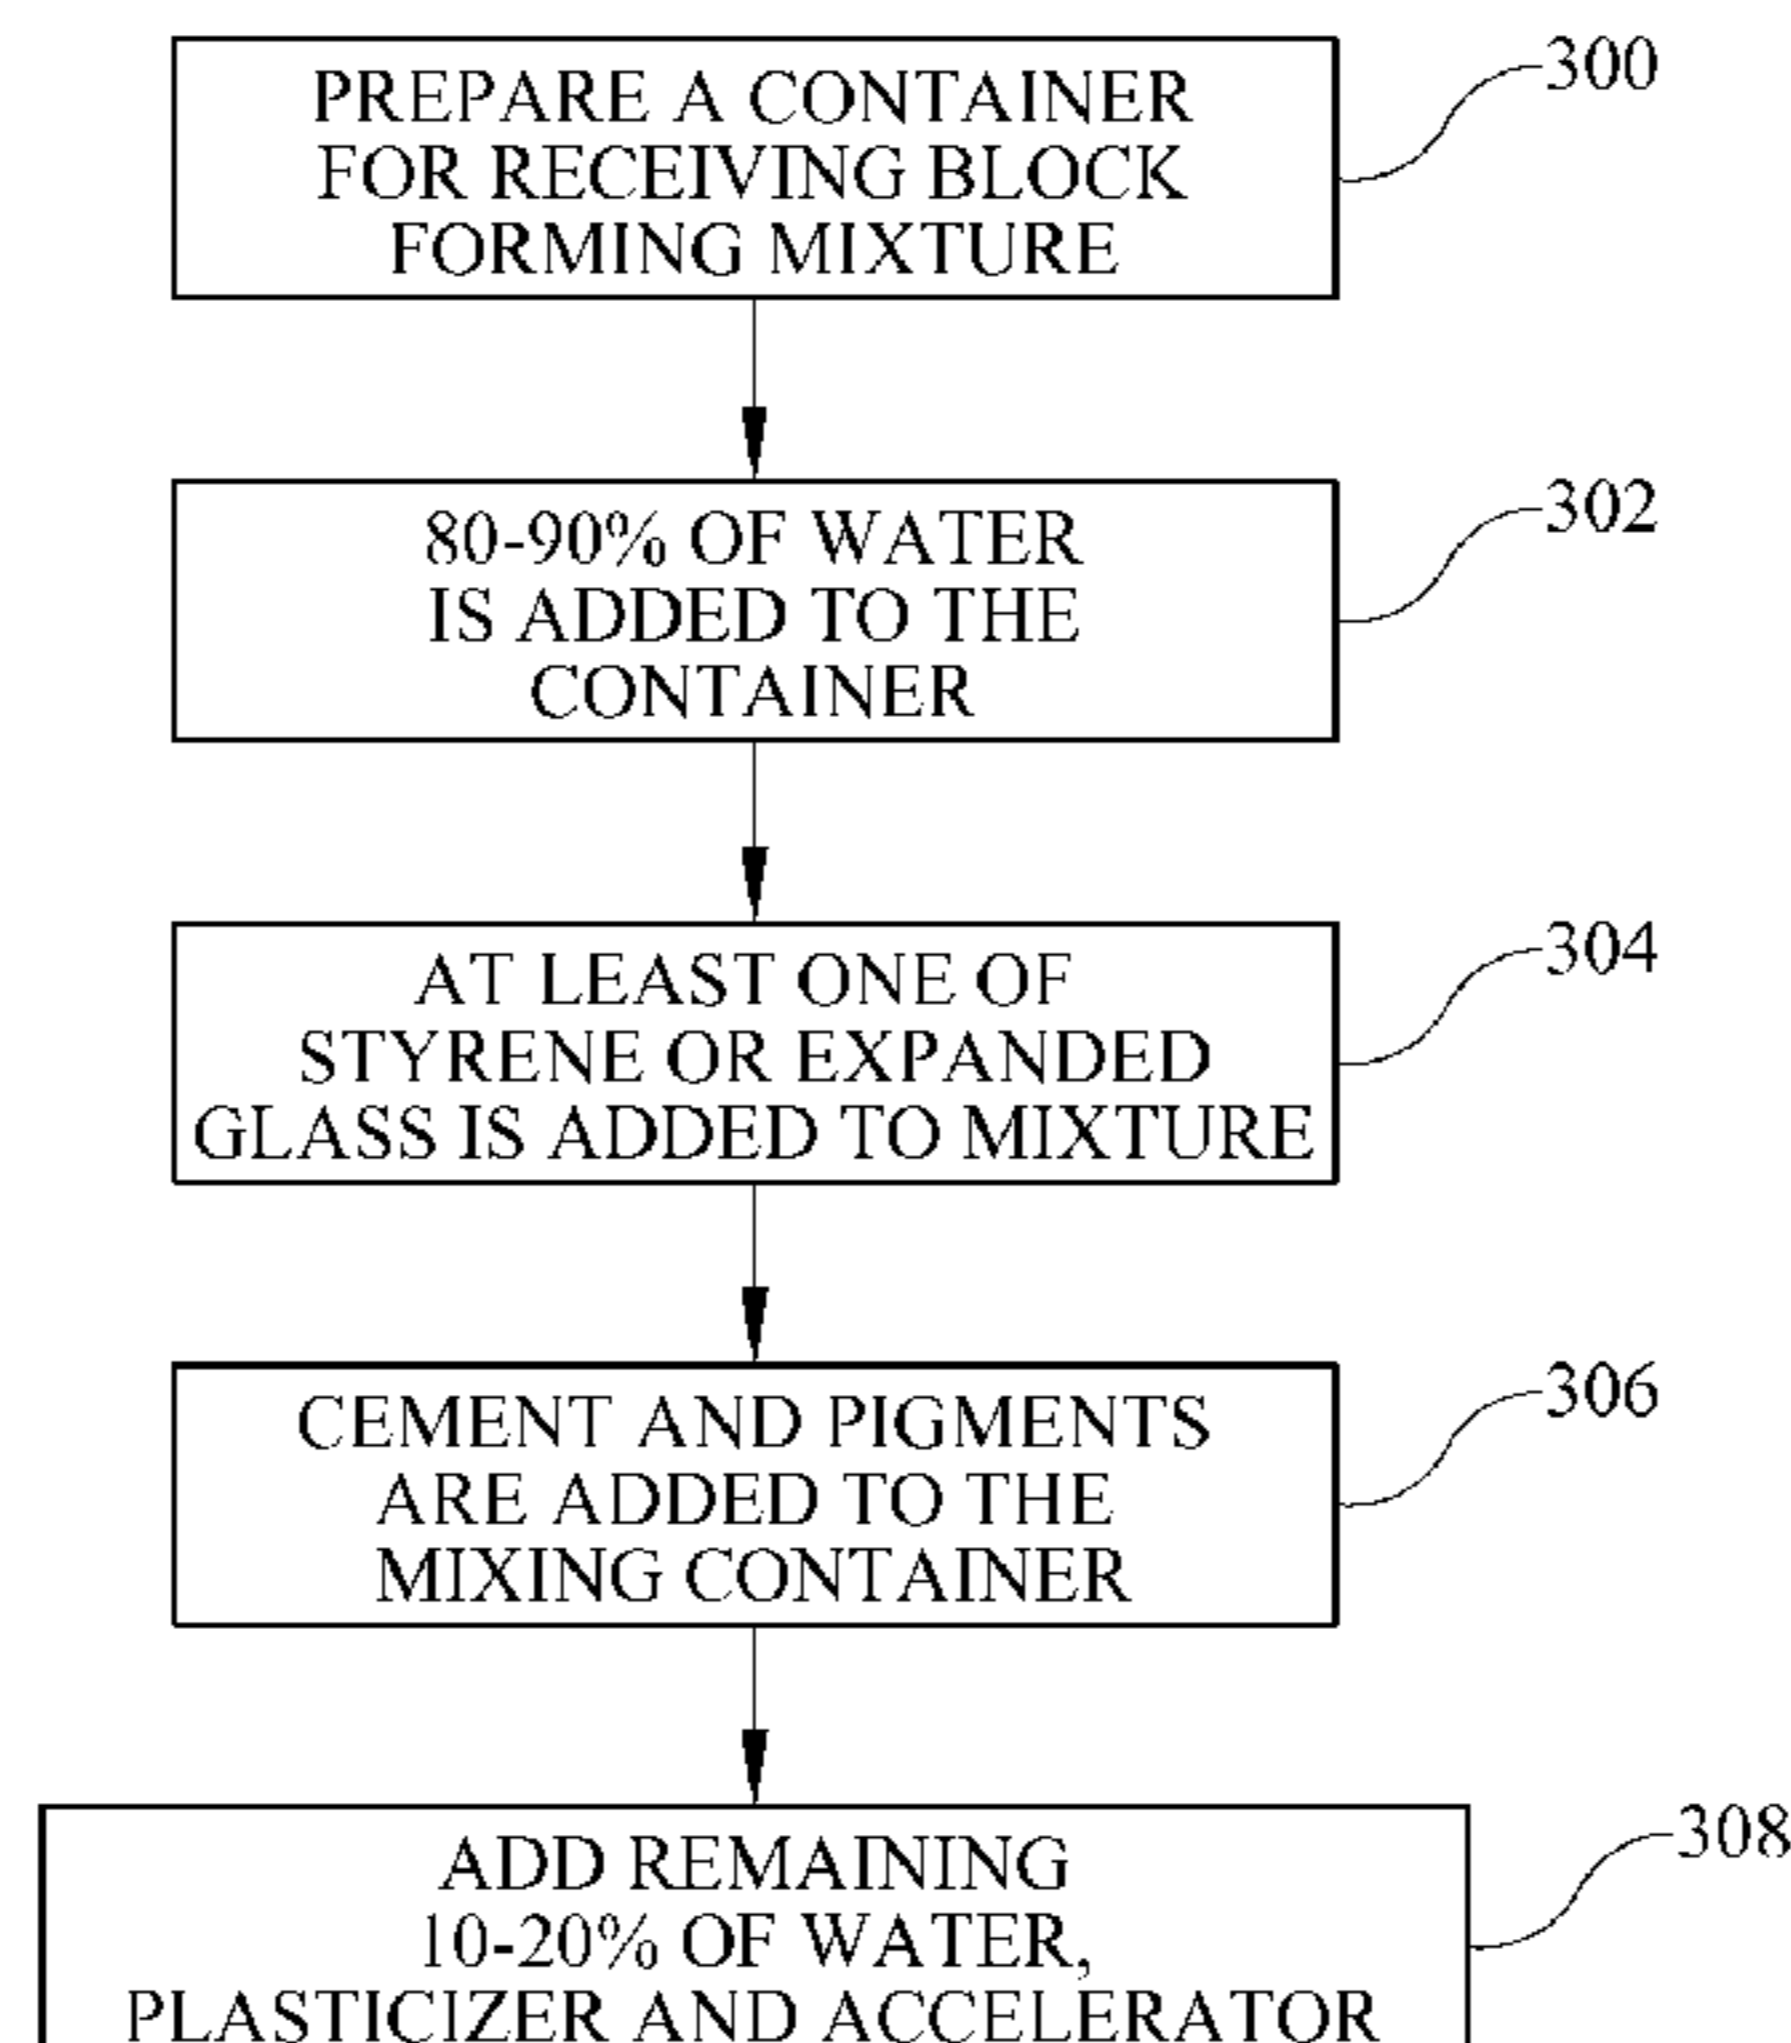 PREPARE A CONTAINER
FOR RECEIVING BLOCK
FORMING MIXTURE
300
80-90% OF WATER
IS ADDED TO THE
CONTAINER
302
AT LEAST ONE OF
STYRENE OR EXPANDED
GLASS IS ADDED TO MIXTURE
304
CEMENT AND PIGMENTS
ARE ADDED TO THE
MIXING CONTAINER
306
ADD REMAINING
10-20% OF WATER,
PLASTICIZER AND ACCELERATOR
308